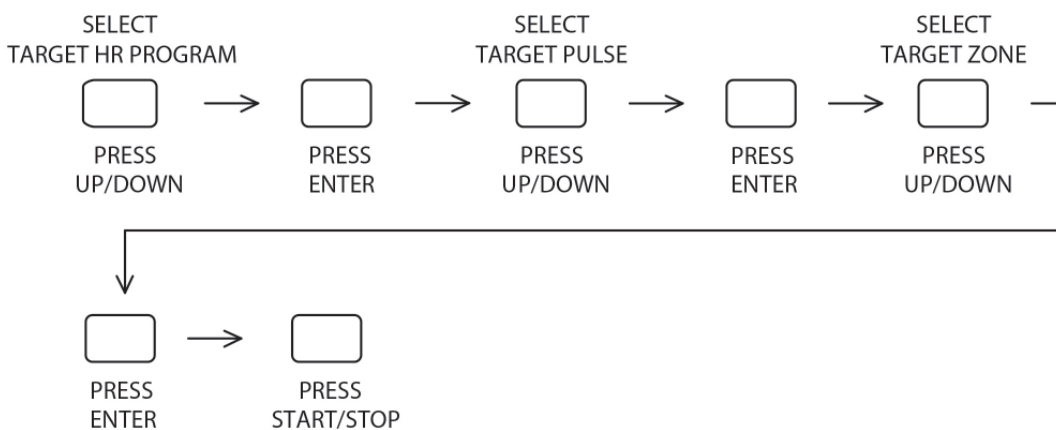 SELECT
TARGET HR PROGRAM
PRESS
UP/DOWN
PRESS
ENTER
SELECT
TARGET PULSE
PRESS
UP/DOWN
PRESS
ENTER
SELECT
TARGET ZONE
PRESS
UP/DOWN
PRESS
ENTER
PRESS
START/STOP